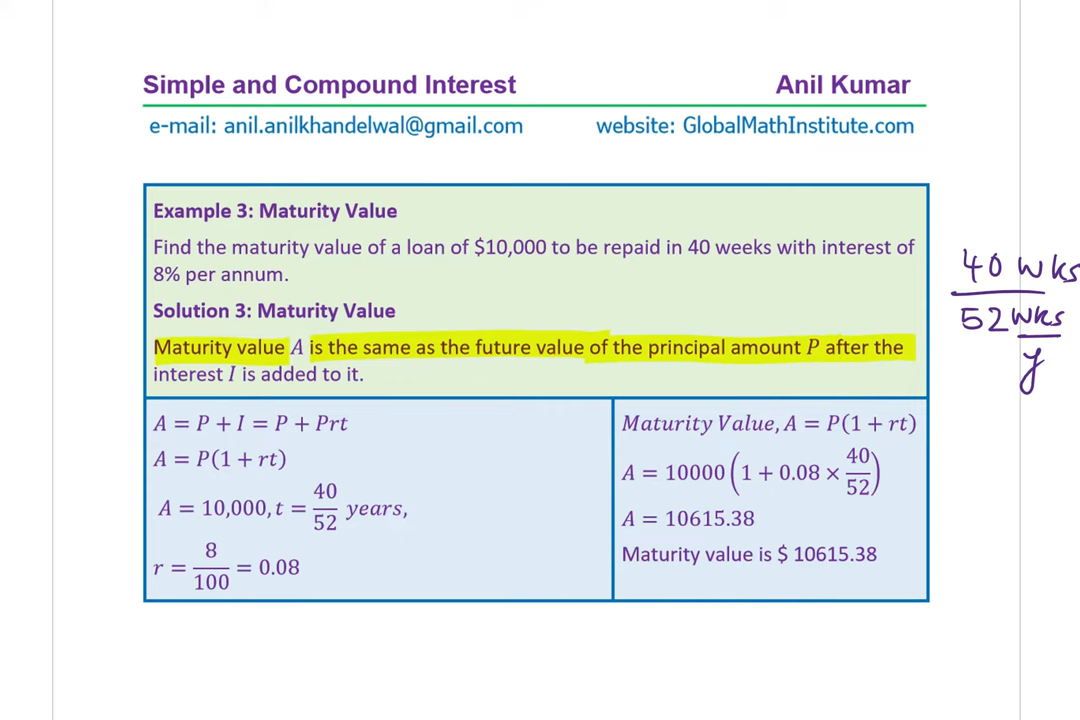 Simple and Compound Interest Anil Kumar
e-mail: anil.anilkhandelwal@gmail.com website: GlobalMathInstitute.com
Example 3: Maturity Value
Find the maturity value of a loan of $10,000 to be repaid in 40 weeks with interest of
8% per annum.
Solution 3: Maturity Value
Maturity value A is the same as the future value of the principal amount P after the
interest I is added to it.
A = P + I = P + Prt
A = P(1 + rt)
A = 10,000, t = 40/52 years,
r = 8/100 = 0.08
Maturity Value, A = P(1 + rt)
A = 10000 (1 + 0.08 × 40/52)
A = 10615.38
Maturity value is $ 10615.38
40 wks
52 wks
y